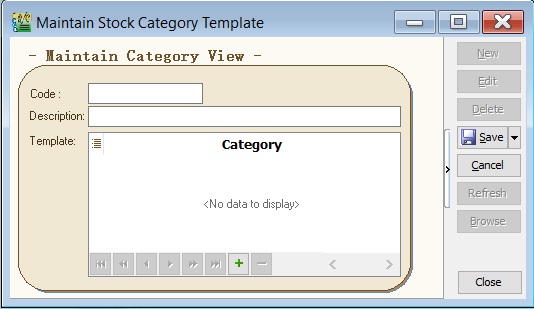 Maintain Stock Category Template
- Maintain Category View -
Code :
Description:
Template:
Category
<No data to display>
New
Edit
Delete
Save
Cancel
Refresh
Browse
Close